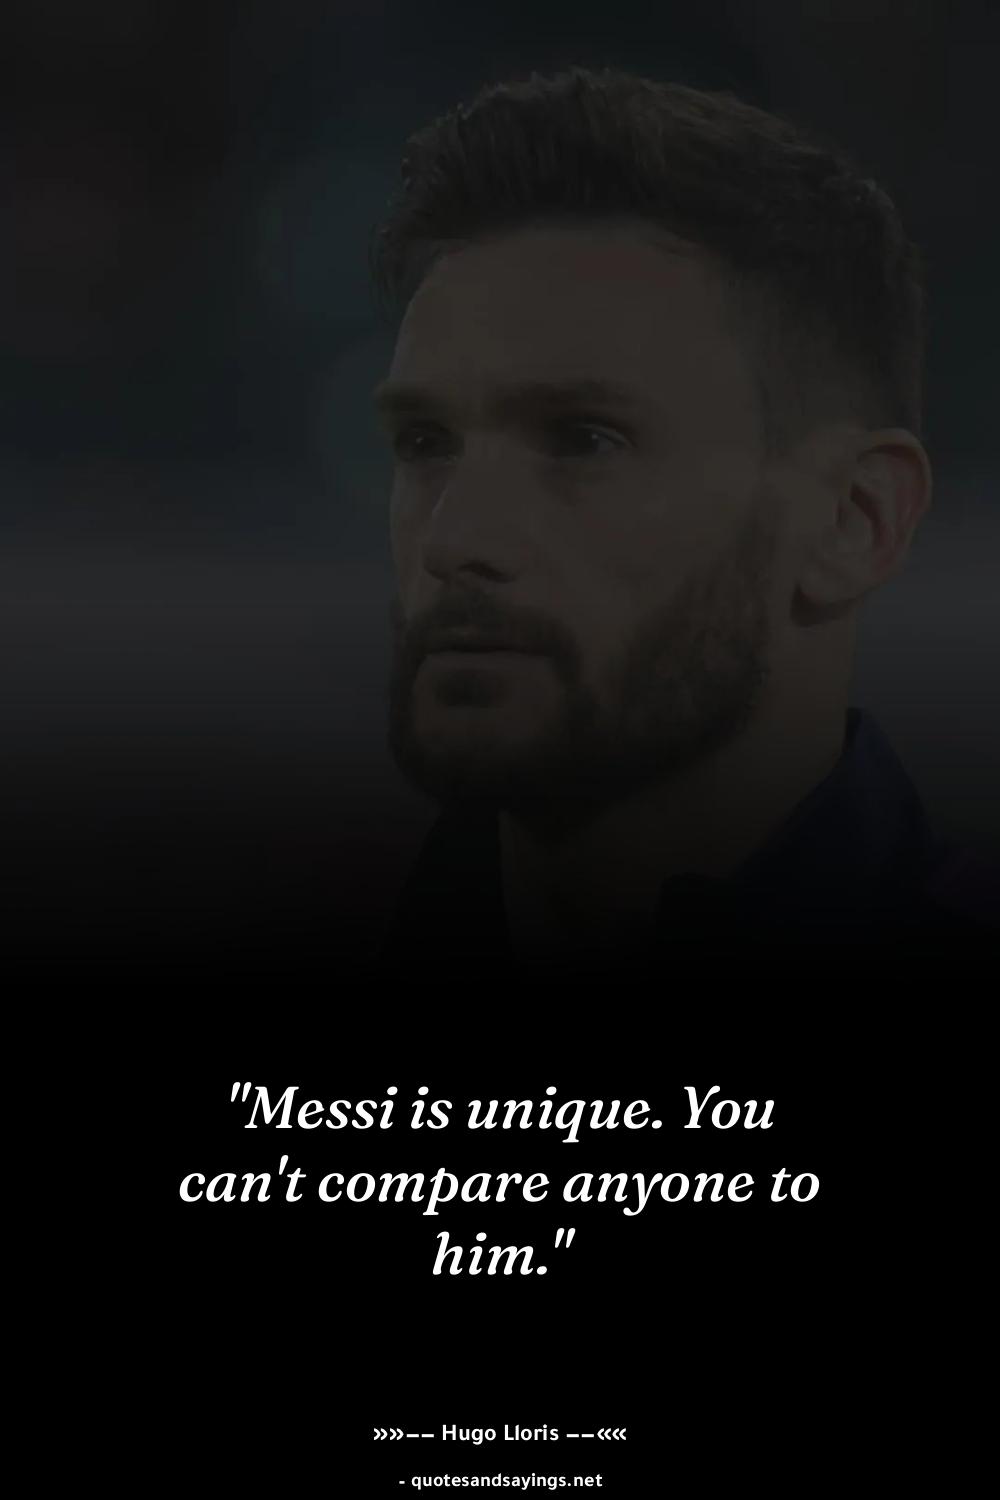 "Messi is unique. You
can't compare anyone to
him."
»»−− Hugo Lloris −−««
- quotesandsayings.net